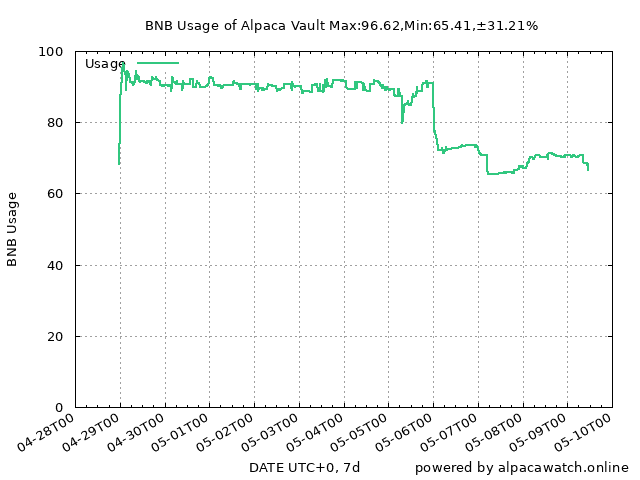 BNB Usage of Alpaca Vault Max:96.62,Min:65.41,±31.21%
Usage
100
80
60
40
20
0
BNB Usage
04-28T00
04-29T00
04-30T00
05-01T00
05-02T00
05-03T00
05-04T00
05-05T00
05-06T00
05-07T00
05-08T00
05-09T00
05-10T00
DATE UTC+0, 7d
powered by alpacawatch.online